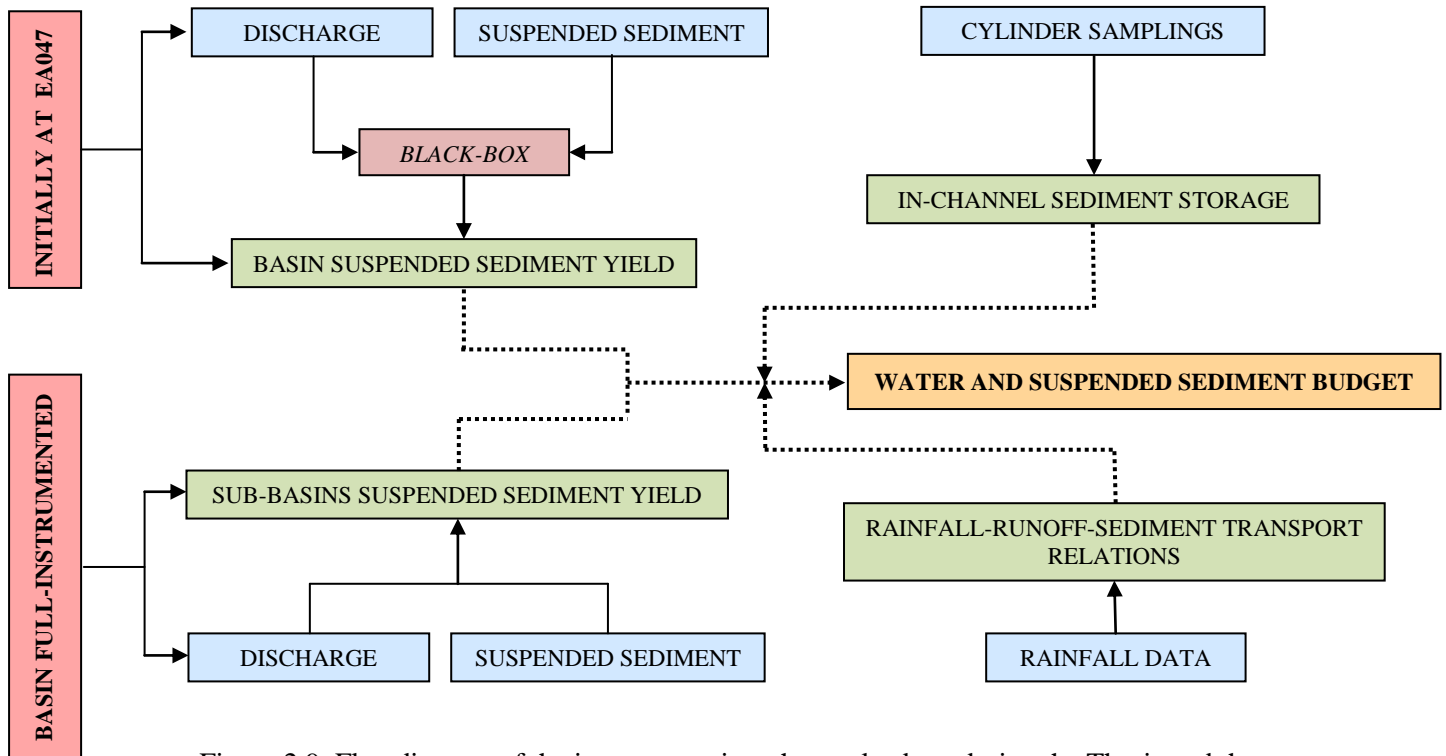 INITIALLY AT EA047
DISCHARGE
SUSPENDED SEDIMENT
CYLINDER SAMPLINGS
BLACK-BOX
IN-CHANNEL SEDIMENT STORAGE
BASIN SUSPENDED SEDIMENT YIELD
WATER AND SUSPENDED SEDIMENT BUDGET
BASIN FULL-INSTRUMENTED
SUB-BASINS SUSPENDED SEDIMENT YIELD
RAINFALL-RUNOFF-SEDIMENT TRANSPORT
RELATIONS
DISCHARGE
SUSPENDED SEDIMENT
RAINFALL DATA